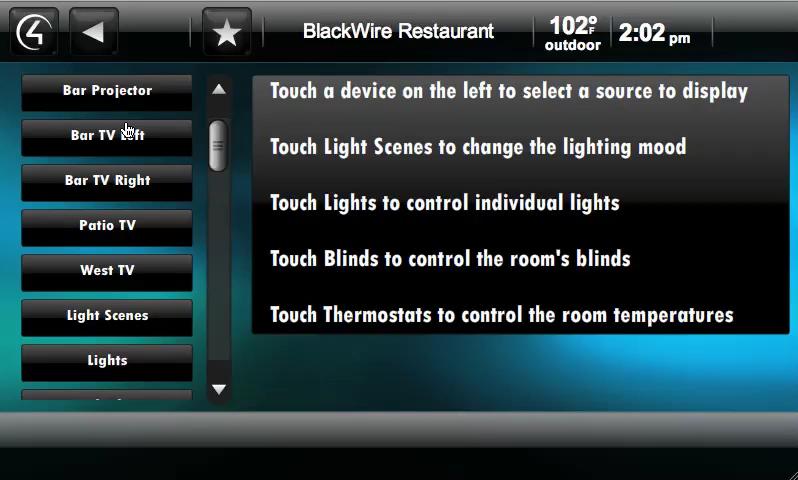 BlackWire Restaurant
102°F
outdoor
2:02 pm
Bar Projector
Bar TV Left
Bar TV Right
Patio TV
West TV
Light Scenes
Lights
Touch a device on the left to select a source to display
Touch Light Scenes to change the lighting mood
Touch Lights to control individual lights
Touch Blinds to control the room's blinds
Touch Thermostats to control the room temperatures